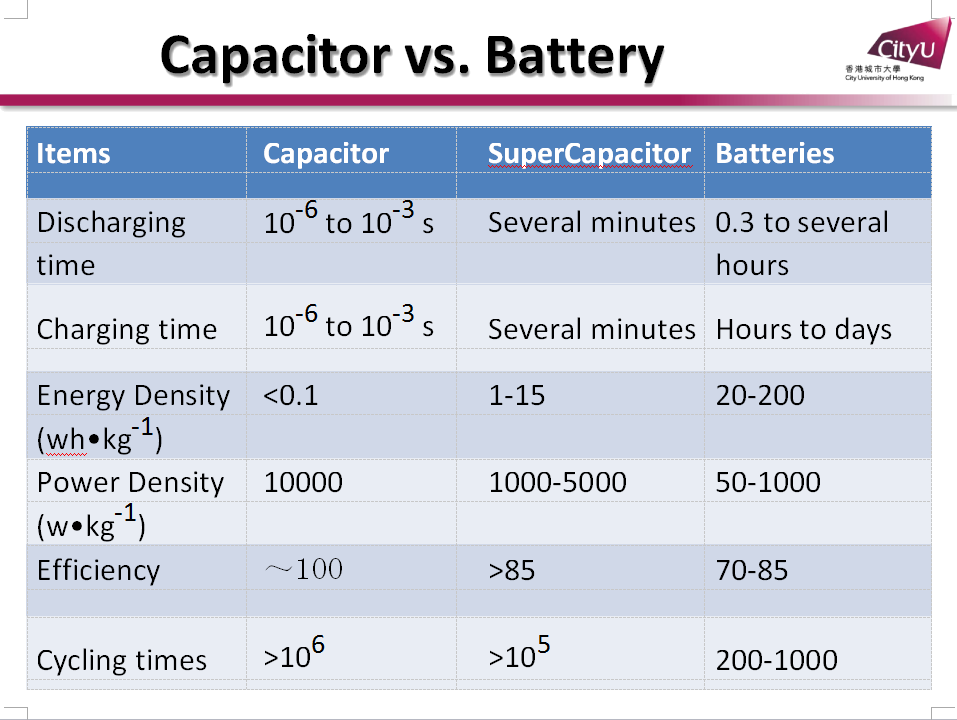 Capacitor vs. Battery
CityU
香港城市大學
City University of Hong Kong
Items Capacitor SuperCapacitor Batteries
Discharging time 10^-6 to 10^-3 s Several minutes 0.3 to several hours
Charging time 10^-6 to 10^-3 s Several minutes Hours to days
Energy Density (wh•kg^-1) <0.1 1-15 20-200
Power Density (w•kg^-1) 10000 1000-5000 50-1000
Efficiency ～100 >85 70-85
Cycling times >10^6 >10^5 200-1000